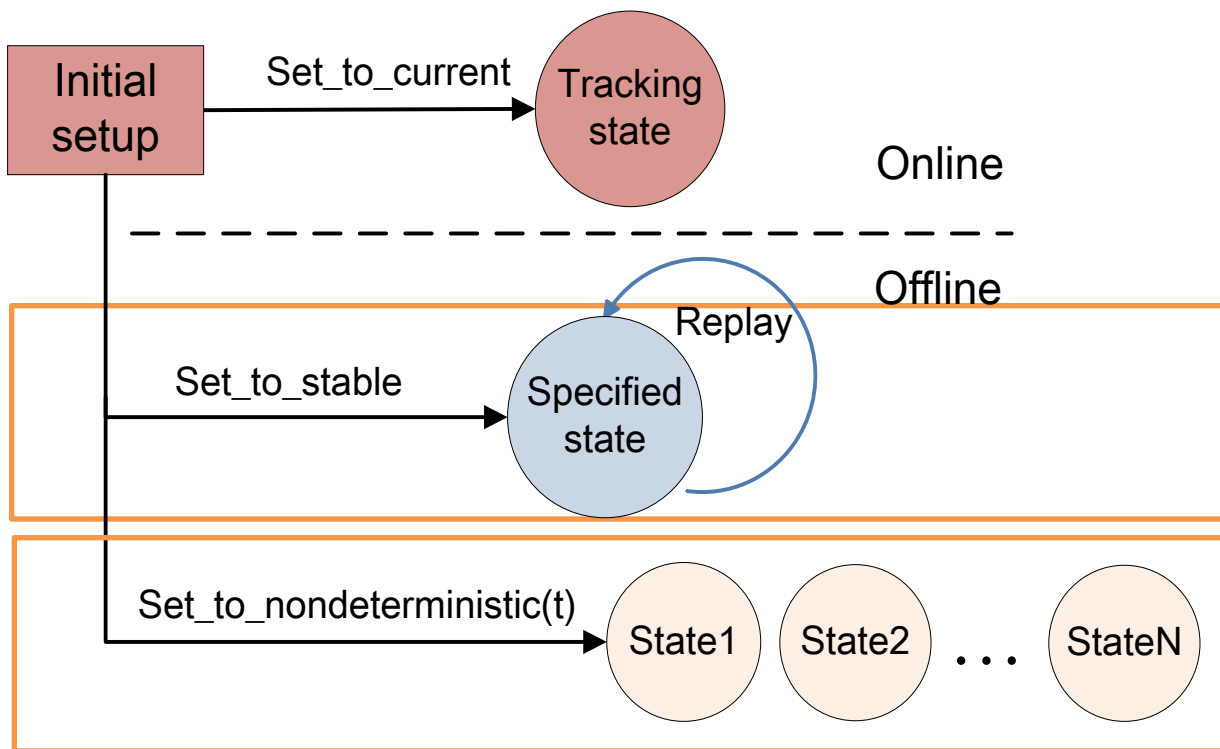 Initial
setup
Set_to_current
Tracking
state
Online
Offline
Replay
Set_to_stable
Specified
state
Set_to_nondeterministic(t)
State1
State2
...
StateN